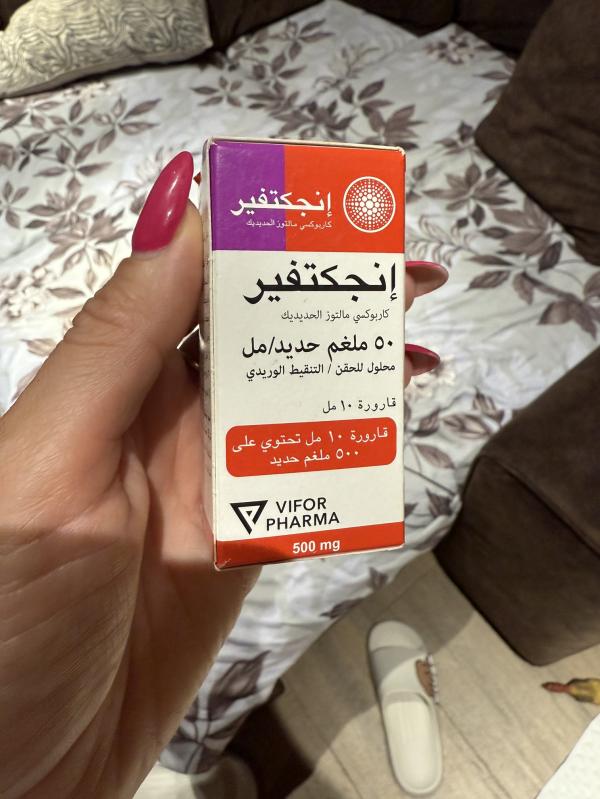 إنجكتفير
كاربوكسي مالتوز الحديديك
إنجكتفير
كاربوكسي مالتوز الحديديك
٥٠ ملغم حديد/مل
محلول للحقن / التنقيط الوريدي
قارورة ١٠ مل
قارورة ١٠ مل تحتوي على
٥٠٠ ملغم حديد
VIFOR
PHARMA
500 mg